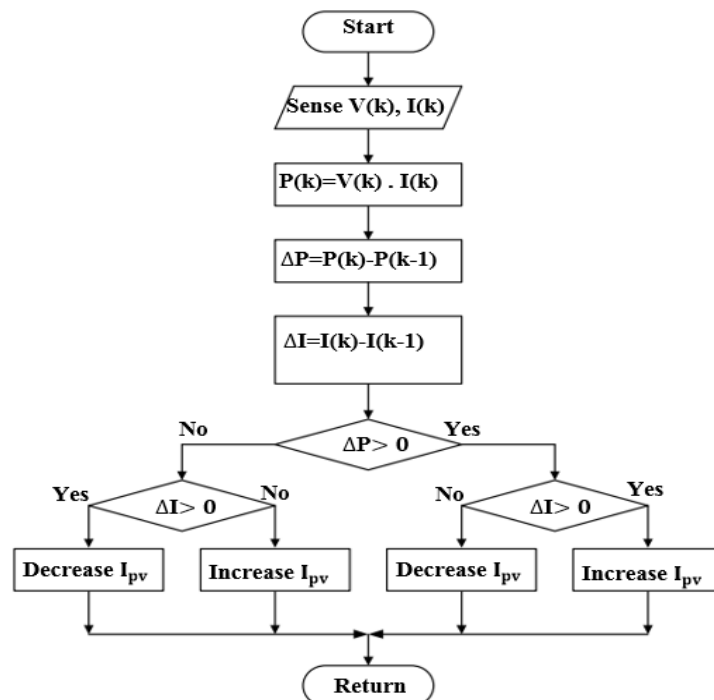 Start
Sense V(k), I(k)
P(k)=V(k) . I(k)
ΔP=P(k)-P(k-1)
ΔI=I(k)-I(k-1)
No
ΔP> 0
Yes
Yes
ΔI> 0
No
No
ΔI> 0
Yes
Decrease Ipv
Increase Ipv
Decrease Ipv
Increase Ipv
Return